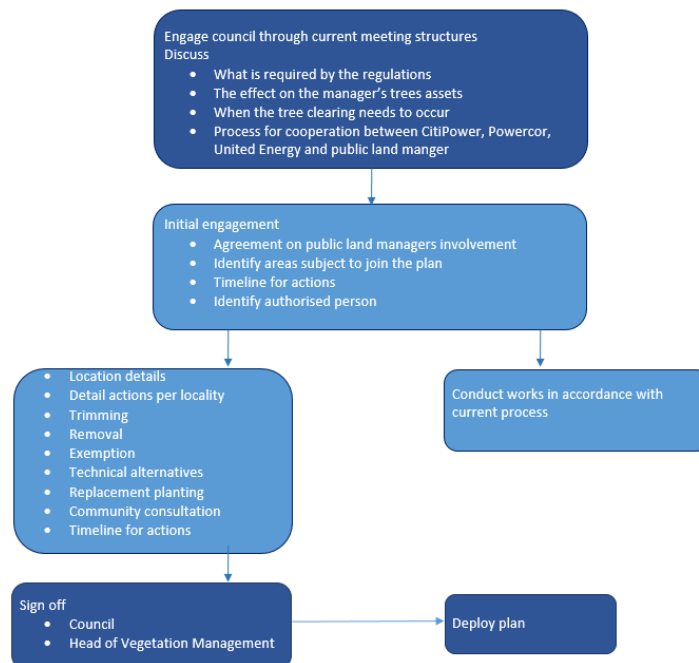 Engage council through current meeting structures
Discuss
• What is required by the regulations
• The effect on the manager's trees assets
• When the tree clearing needs to occur
• Process for cooperation between CitiPower, Powercor,
United Energy and public land manger
Initial engagement
• Agreement on public land managers involvement
• Identify areas subject to join the plan
• Timeline for actions
• Identify authorised person
• Location details
• Detail actions per locality
• Trimming
• Removal
• Exemption
• Technical alternatives
• Replacement planting
• Community consultation
• Timeline for actions
Conduct works in accordance with
current process
Sign off
• Council
• Head of Vegetation Management
Deploy plan